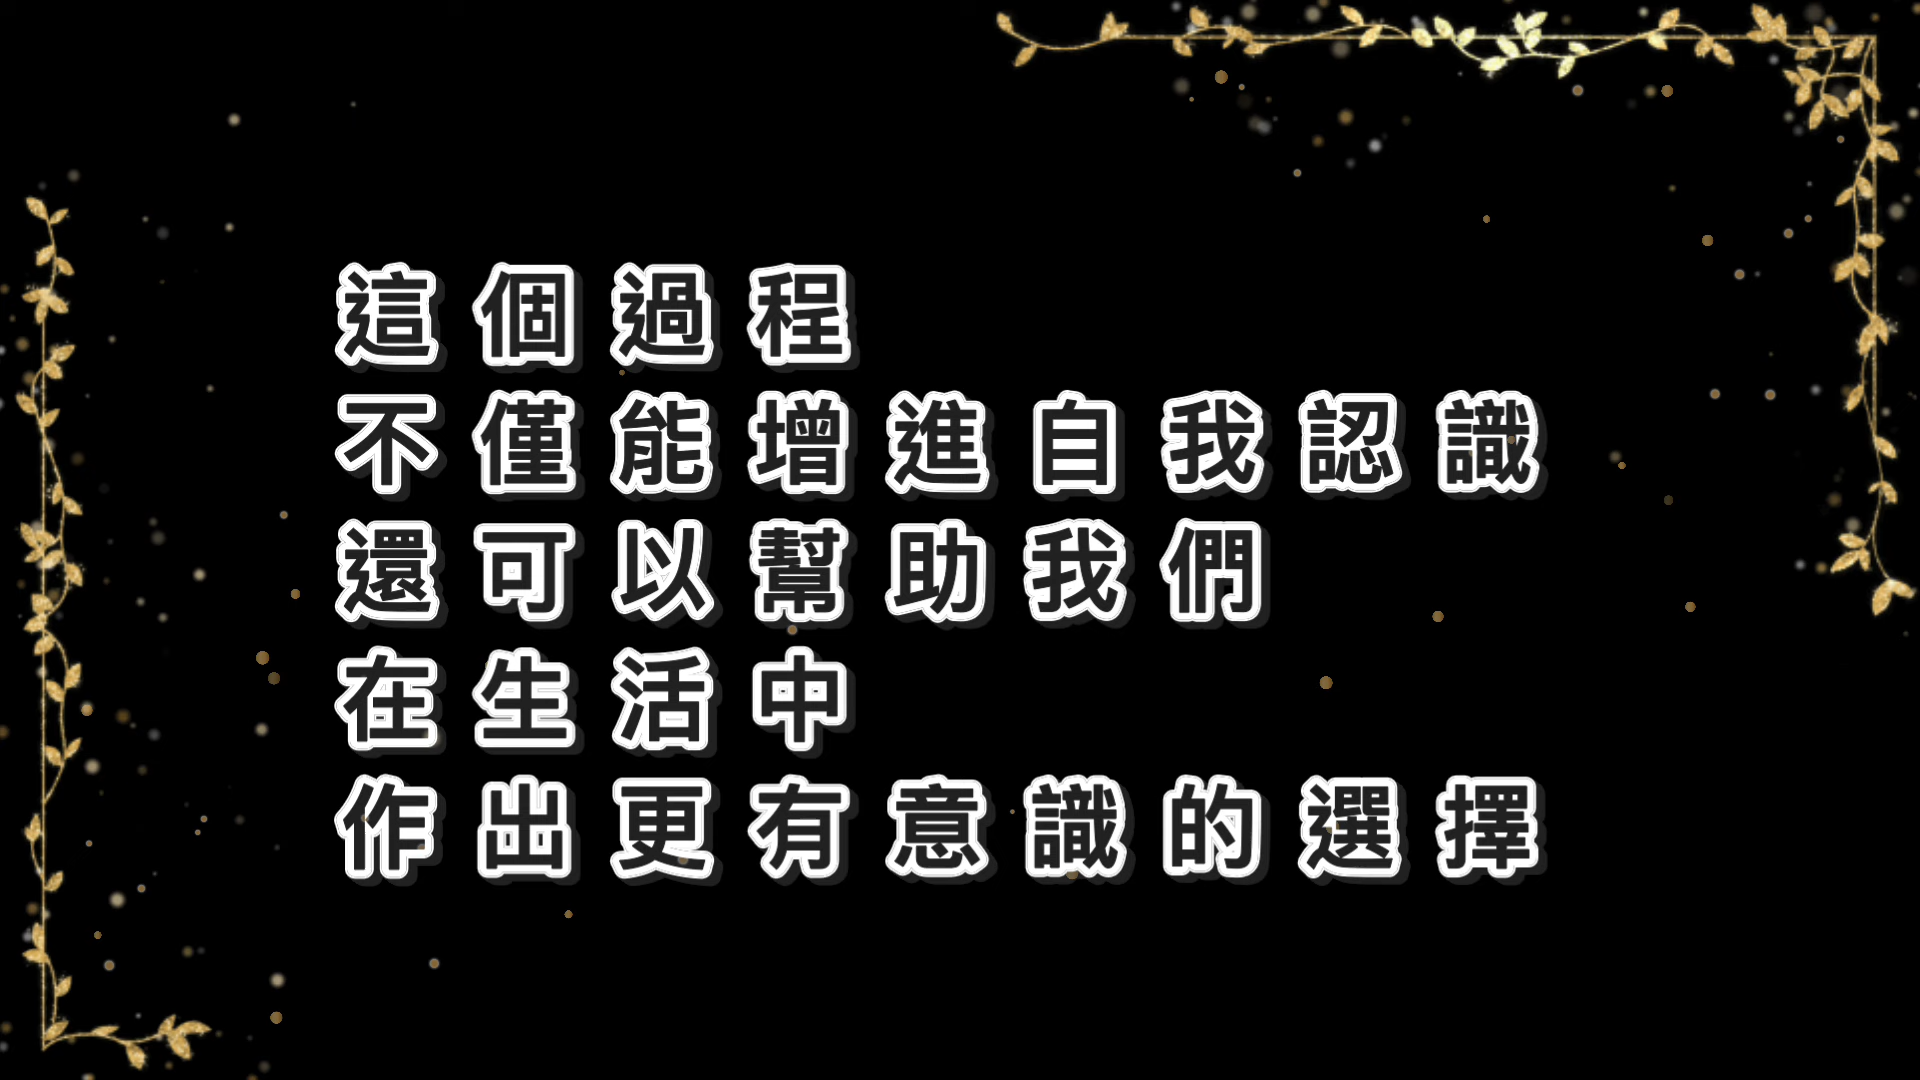 這個過程
不僅能增進自我認識
還可以幫助我們
在生活中
作出更有意識的選擇